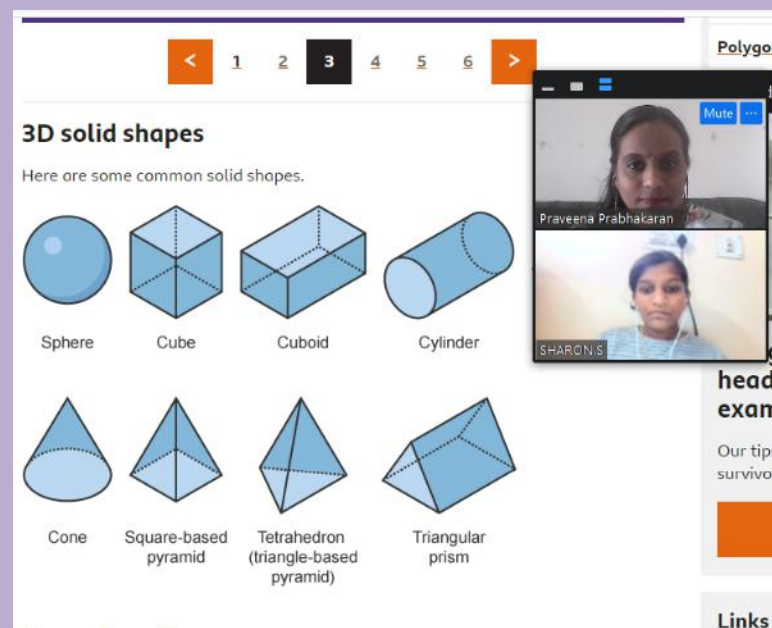 < 1 2 3 4 5 6 >
3D solid shapes
Here are some common solid shapes.
Sphere
Cube
Cuboid
Cylinder
Cone
Square-based
pyramid
Tetrahedron
(triangle-based
pyramid)
Triangular
prism
Mute ...
Praveena Prabhakaran
SHARON.S
Polygo
head
exam
Our tip
survivo
Links